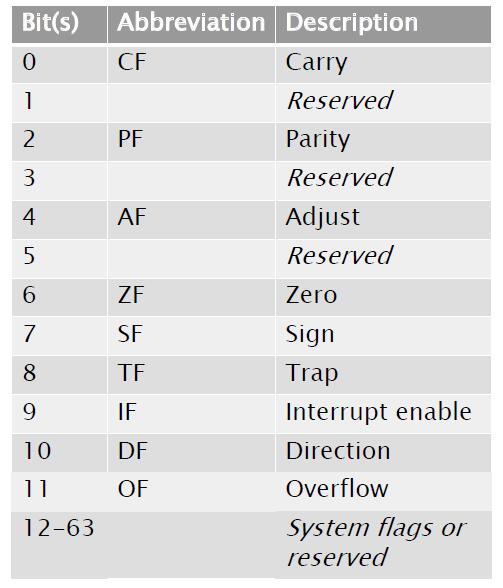 Bit(s) Abbreviation Description
0 CF Carry
1 Reserved
2 PF Parity
3 Reserved
4 AF Adjust
5 Reserved
6 ZF Zero
7 SF Sign
8 TF Trap
9 IF Interrupt enable
10 DF Direction
11 OF Overflow
12-63 System flags or
reserved